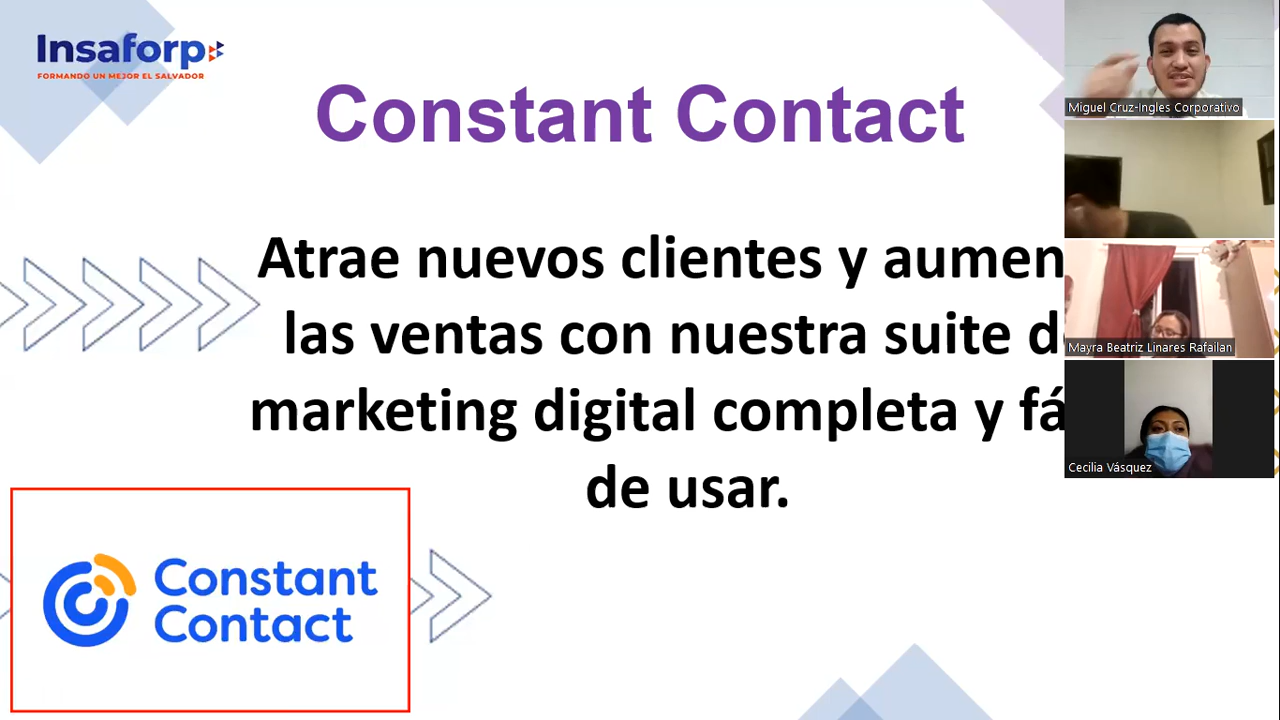 Insaforp
FORMANDO UN MEJOR EL SALVADOR
Constant Contact
Atrae nuevos clientes y aumen
las ventas con nuestra suite d
marketing digital completa y fá
de usar.
Constant
Contact
Miguel Cruz-Ingles Corporativo
Mayra Beatriz Linares Rafailan
Cecilia Vásquez